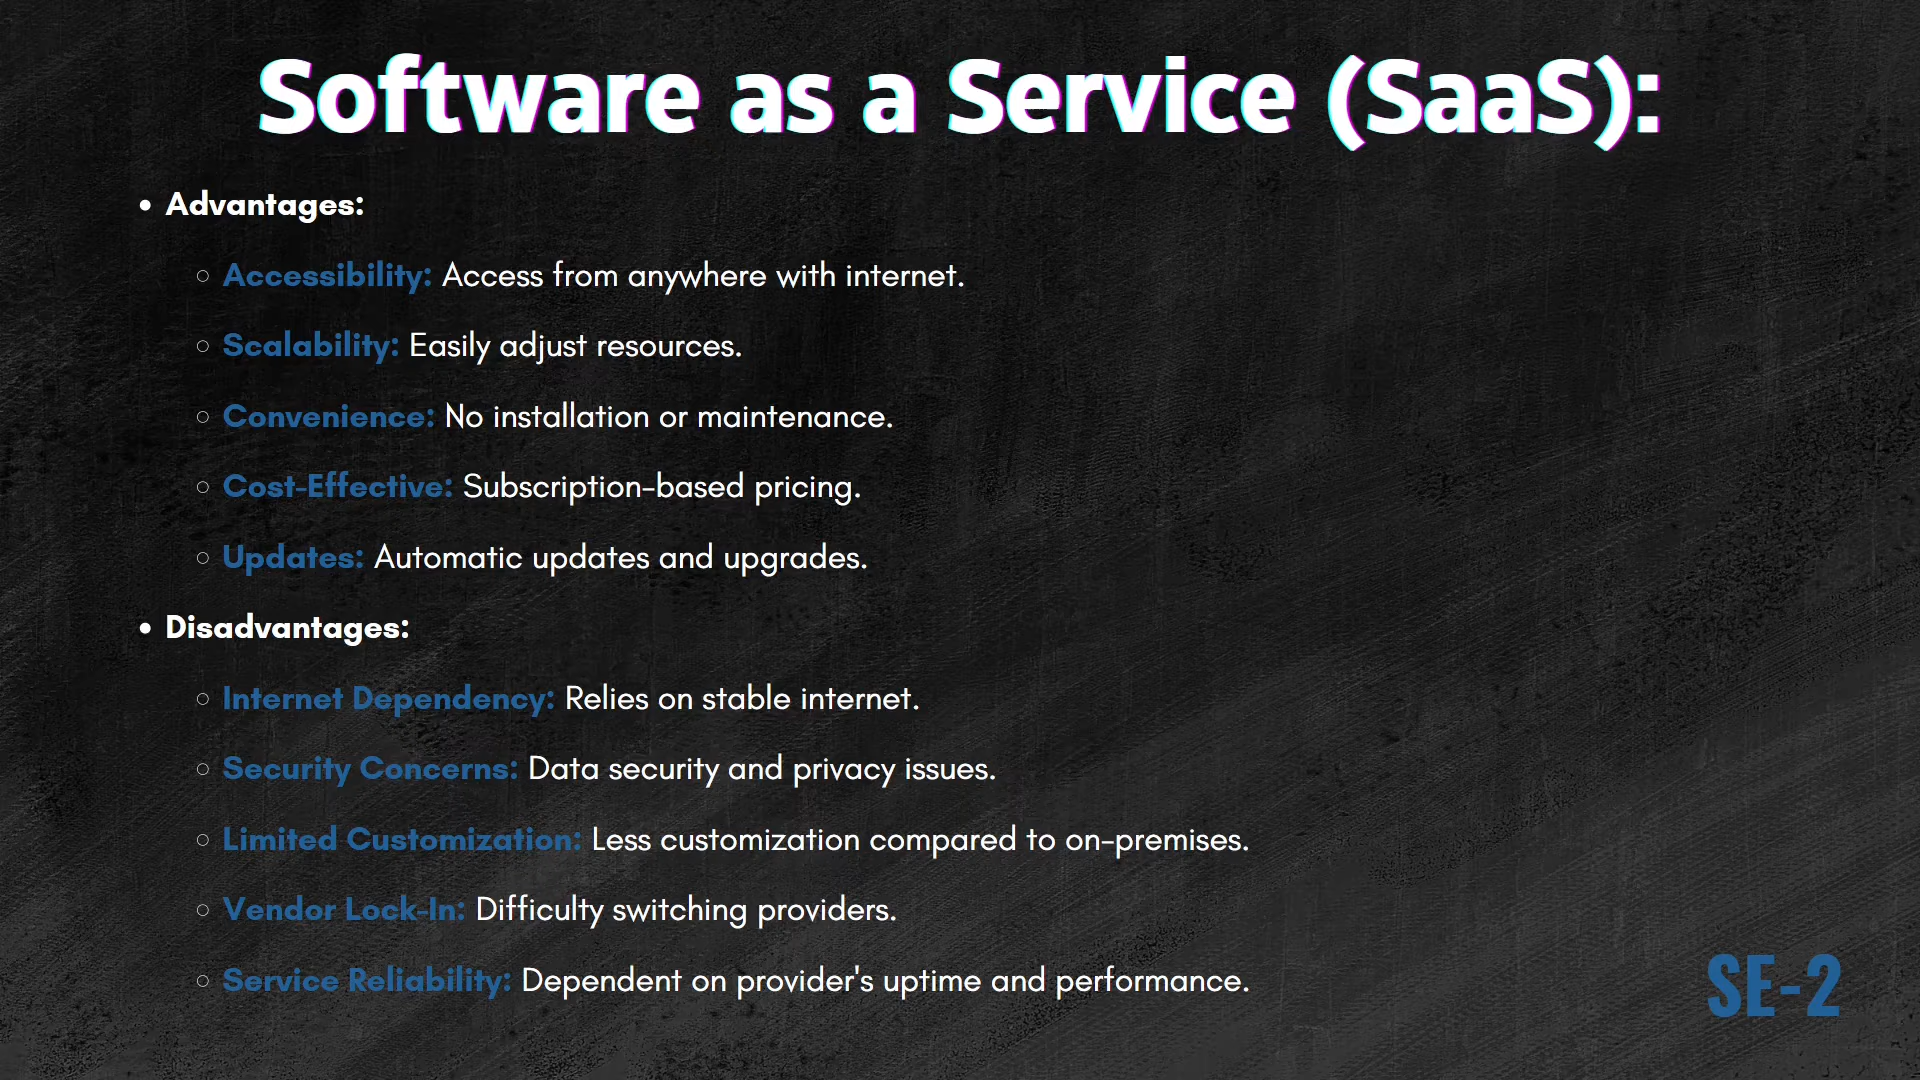 Software as a Service (SaaS):
• Advantages:
○ Accessibility: Access from anywhere with internet.
○ Scalability: Easily adjust resources.
○ Convenience: No installation or maintenance.
○ Cost-Effective: Subscription-based pricing.
○ Updates: Automatic updates and upgrades.
• Disadvantages:
○ Internet Dependency: Relies on stable internet.
○ Security Concerns: Data security and privacy issues.
○ Limited Customization: Less customization compared to on-premises.
○ Vendor Lock-In: Difficulty switching providers.
○ Service Reliability: Dependent on provider's uptime and performance.
SE-2